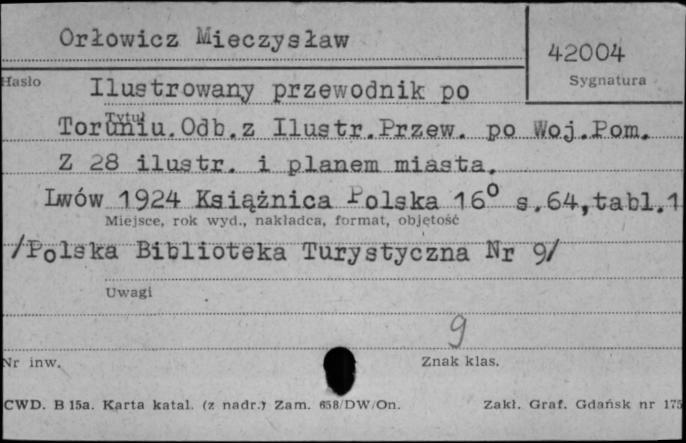 Orłowicz Mieczysław
42004
Hasło
Sygnatura
Ilustrowany przewodnik po
Tytuł
Toruniu.Odb.z Ilustr.Przew. po Woj.Pom.
Z 28 ilustr. i planem miasta.
Lwów 1924 Książnica Polska 16° s.64,tabl.1
Miejsce, rok wyd., nakładca, format, objętość
/Polska Biblioteka Turystyczna Nr 9/
Uwagi
9
Nr inw.
Znak klas.
CWD. B 15a. Karta katal. (z nadr.) Zam. 658/DW/On.
Zakł. Graf. Gdańsk nr 175